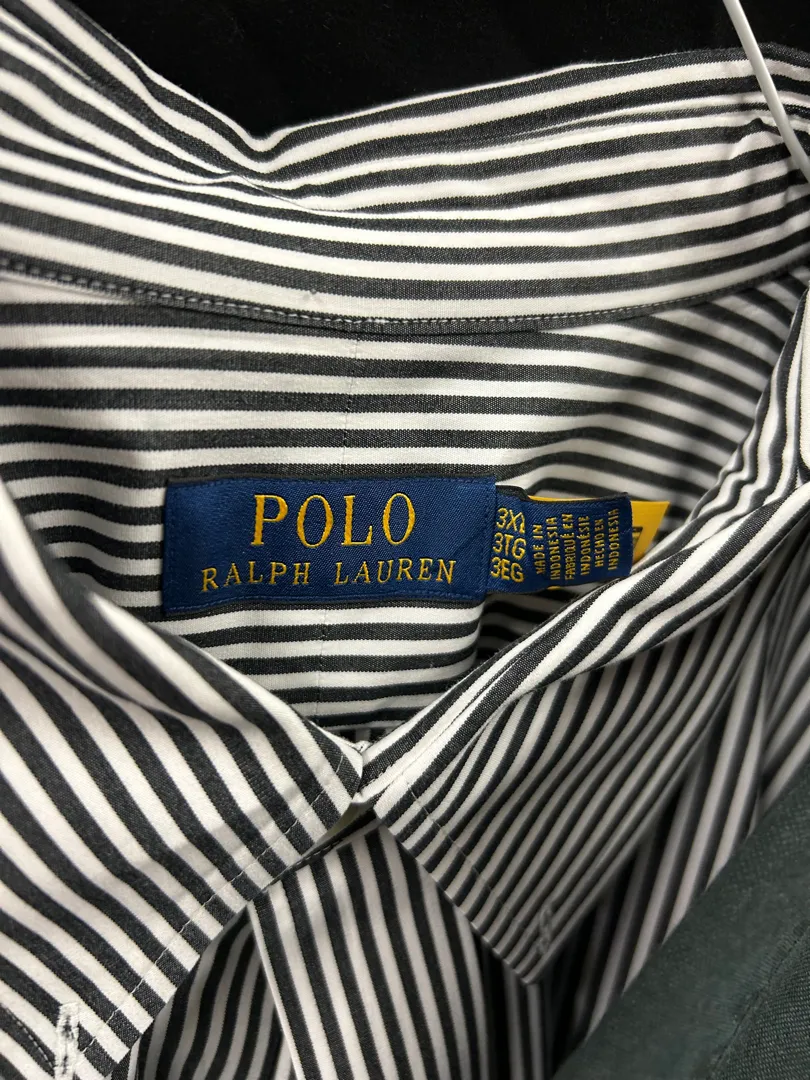 POLO
RALPH LAUREN
3XL
3TG
3EG
MADE IN
INDONESIA
FABRIQUÉ EN
INDONÉSIE
HECHO EN
INDONESIA